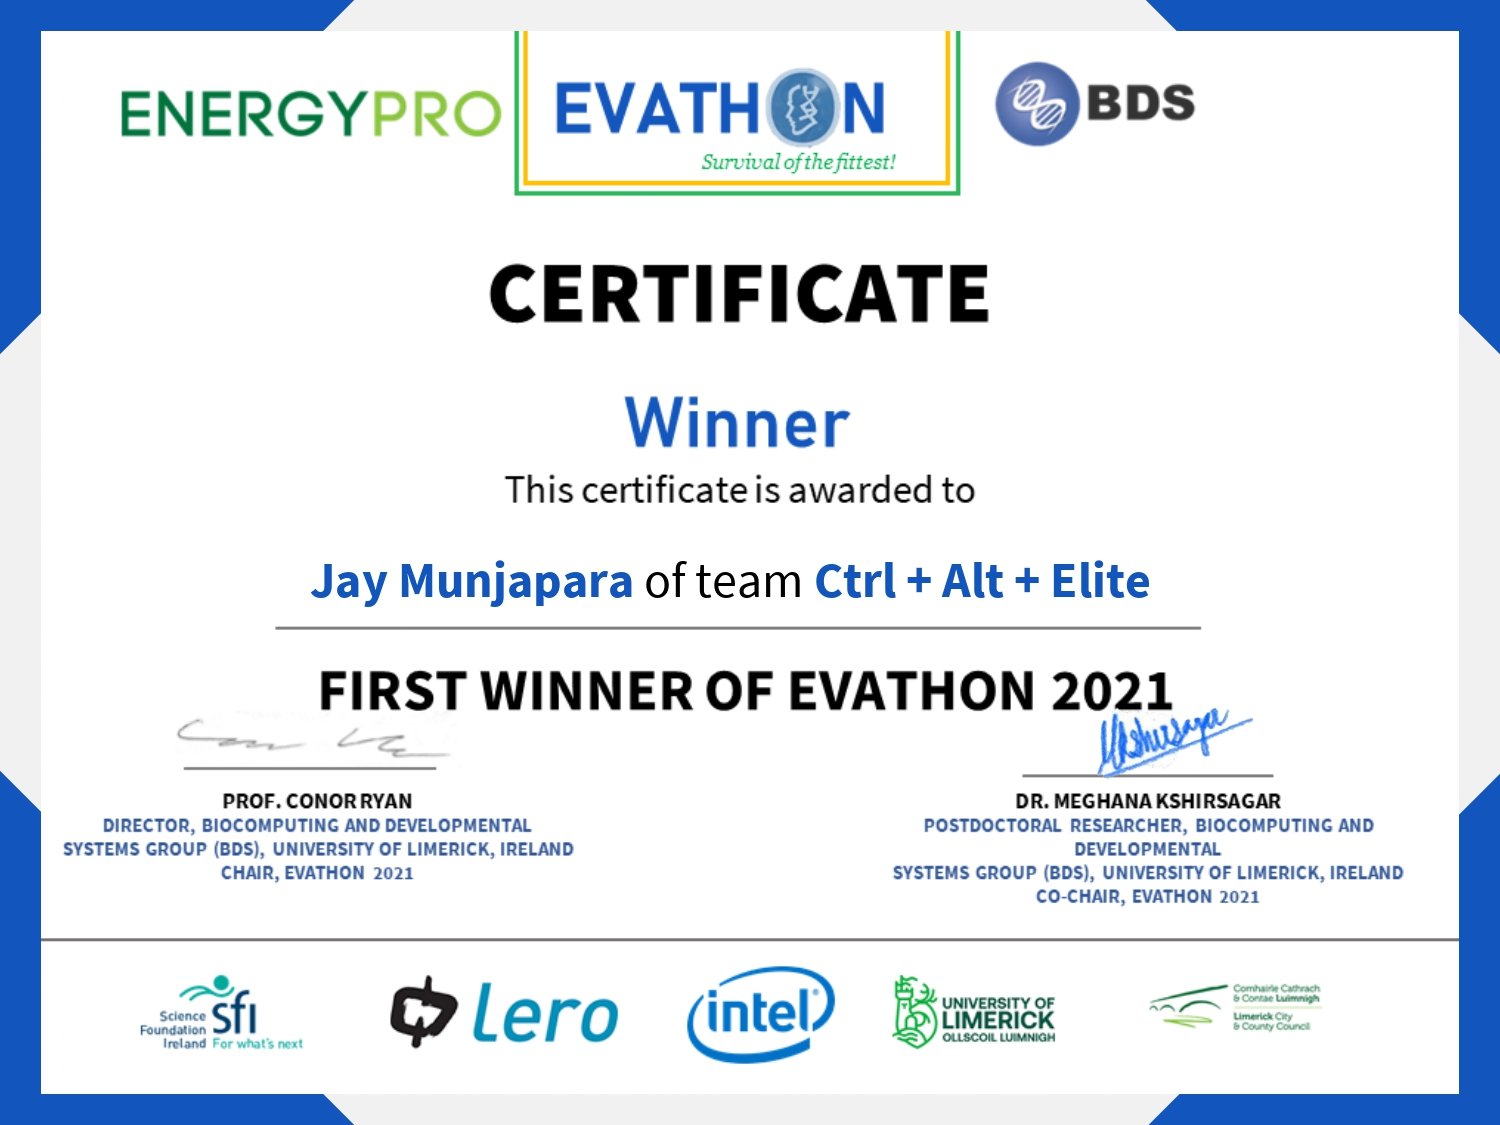 ENERGYPRO
EVATHON
Survival of the fittest!
BDS
CERTIFICATE
Winner
This certificate is awarded to
Jay Munjapara of team Ctrl + Alt + Elite
FIRST WINNER OF EVATHON 2021
Kshirsagar
PROF. CONOR RYAN
DIRECTOR, BIOCOMPUTING AND DEVELOPMENTAL
SYSTEMS GROUP (BDS), UNIVERSITY OF LIMERICK, IRELAND
CHAIR, EVATHON 2021
DR. MEGHANA KSHIRSAGAR
POSTDOCTORAL RESEARCHER, BIOCOMPUTING AND
DEVELOPMENTAL
SYSTEMS GROUP (BDS), UNIVERSITY OF LIMERICK, IRELAND
CO-CHAIR, EVATHON 2021
sfi
Science
Foundation
Ireland For what's next
Lero
intel®
UNIVERSITY OF
LIMERICK
OLLSCOIL LUIMNIGH
Comhairle Cathrach
& Contae Luimnigh
Limerick City
& County Council